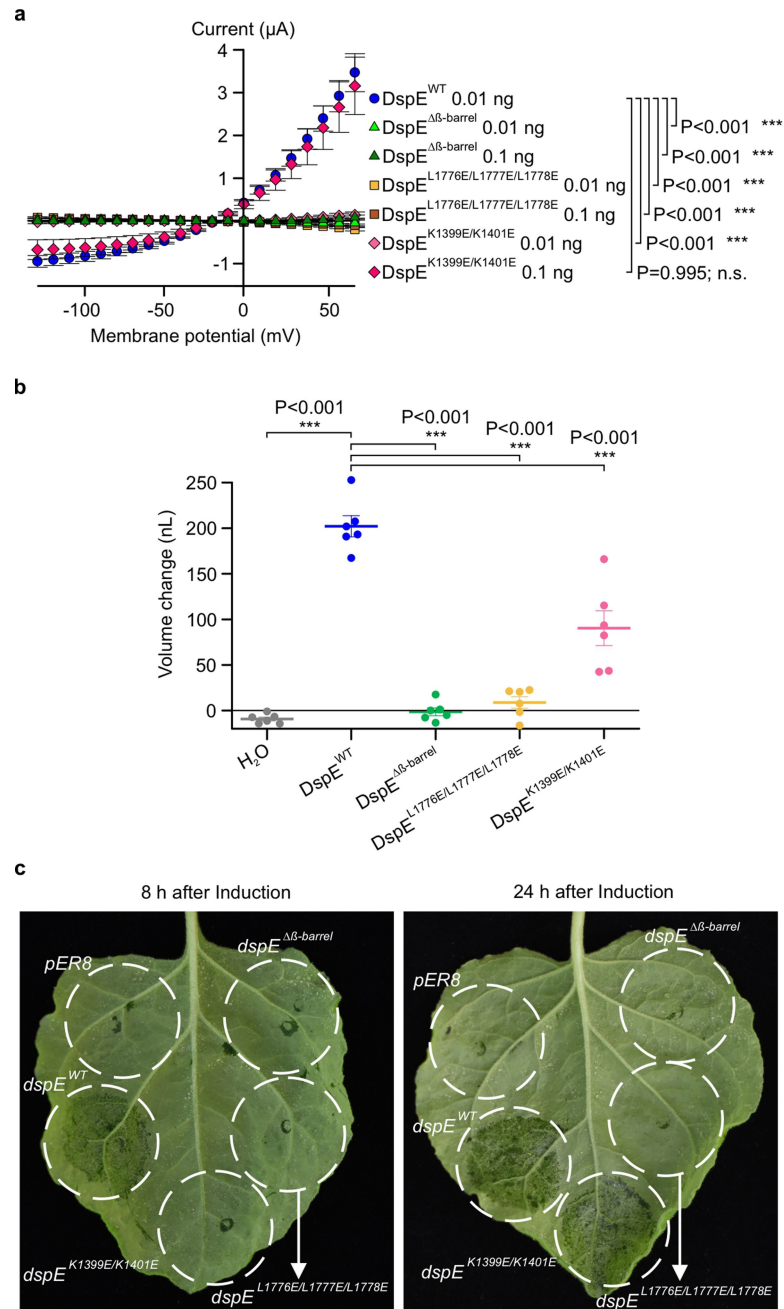 a
Current (µA)
4
3
2
1
-1
-100
-50
0
50
Membrane potential (mV)
DspE^WT 0.01 ng
DspE^Δß-barrel 0.01 ng
DspE^Δß-barrel 0.1 ng
DspE^L1776E/L1777E/L1778E 0.01 ng
DspE^L1776E/L1777E/L1778E 0.1 ng
DspE^K1399E/K1401E 0.01 ng
DspE^K1399E/K1401E 0.1 ng
P<0.001 ***
P<0.001 ***
P<0.001 ***
P<0.001 ***
P<0.001 ***
P=0.995; n.s.
b
P<0.001
***
P<0.001
***
P<0.001
***
P<0.001
***
Volume change (nL)
250
200
150
100
50
0
H₂O
DspE^WT
DspE^Δß-barrel
DspE^L1776E/L1777E/L1778E
DspE^K1399E/K1401E
c
8 h after Induction
pER8
dspE^Δß-barrel
dspE^WT
dspE^K1399E/K1401E
dspE^L1776E/L1777E/L1778E
24 h after Induction
pER8
dspE^Δß-barrel
dspE^WT
dspE^K1399E/K1401E
dspE^L1776E/L1777E/L1778E